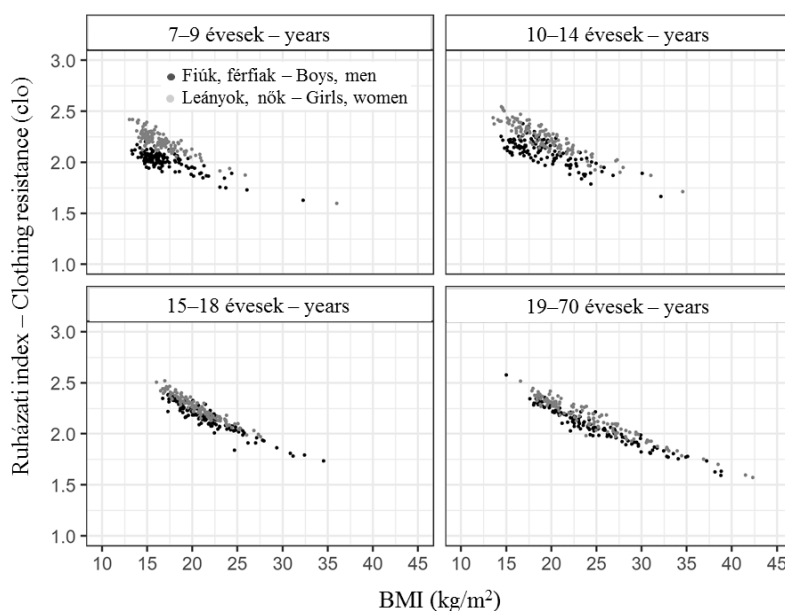 7–9 évesek – years
10–14 évesek – years
Fiúk, férfiak – Boys, men
Leányok, nők – Girls, women
3.0
2.5
2.0
1.5
1.0
Ruházati index – Clothing resistance (clo)
15–18 évesek – years
19–70 évesek – years
3.0
2.5
2.0
1.5
1.0
10 15 20 25 30 35 40 45
10 15 20 25 30 35 40 45
BMI (kg/m²)